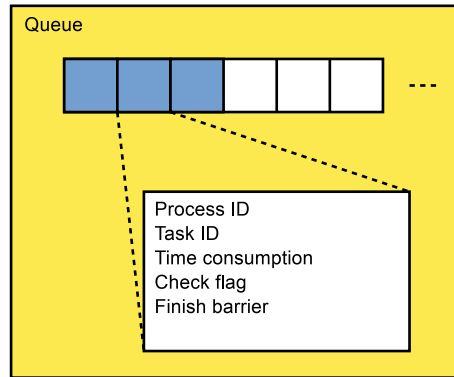 Queue
Process ID
Task ID
Time consumption
Check flag
Finish barrier